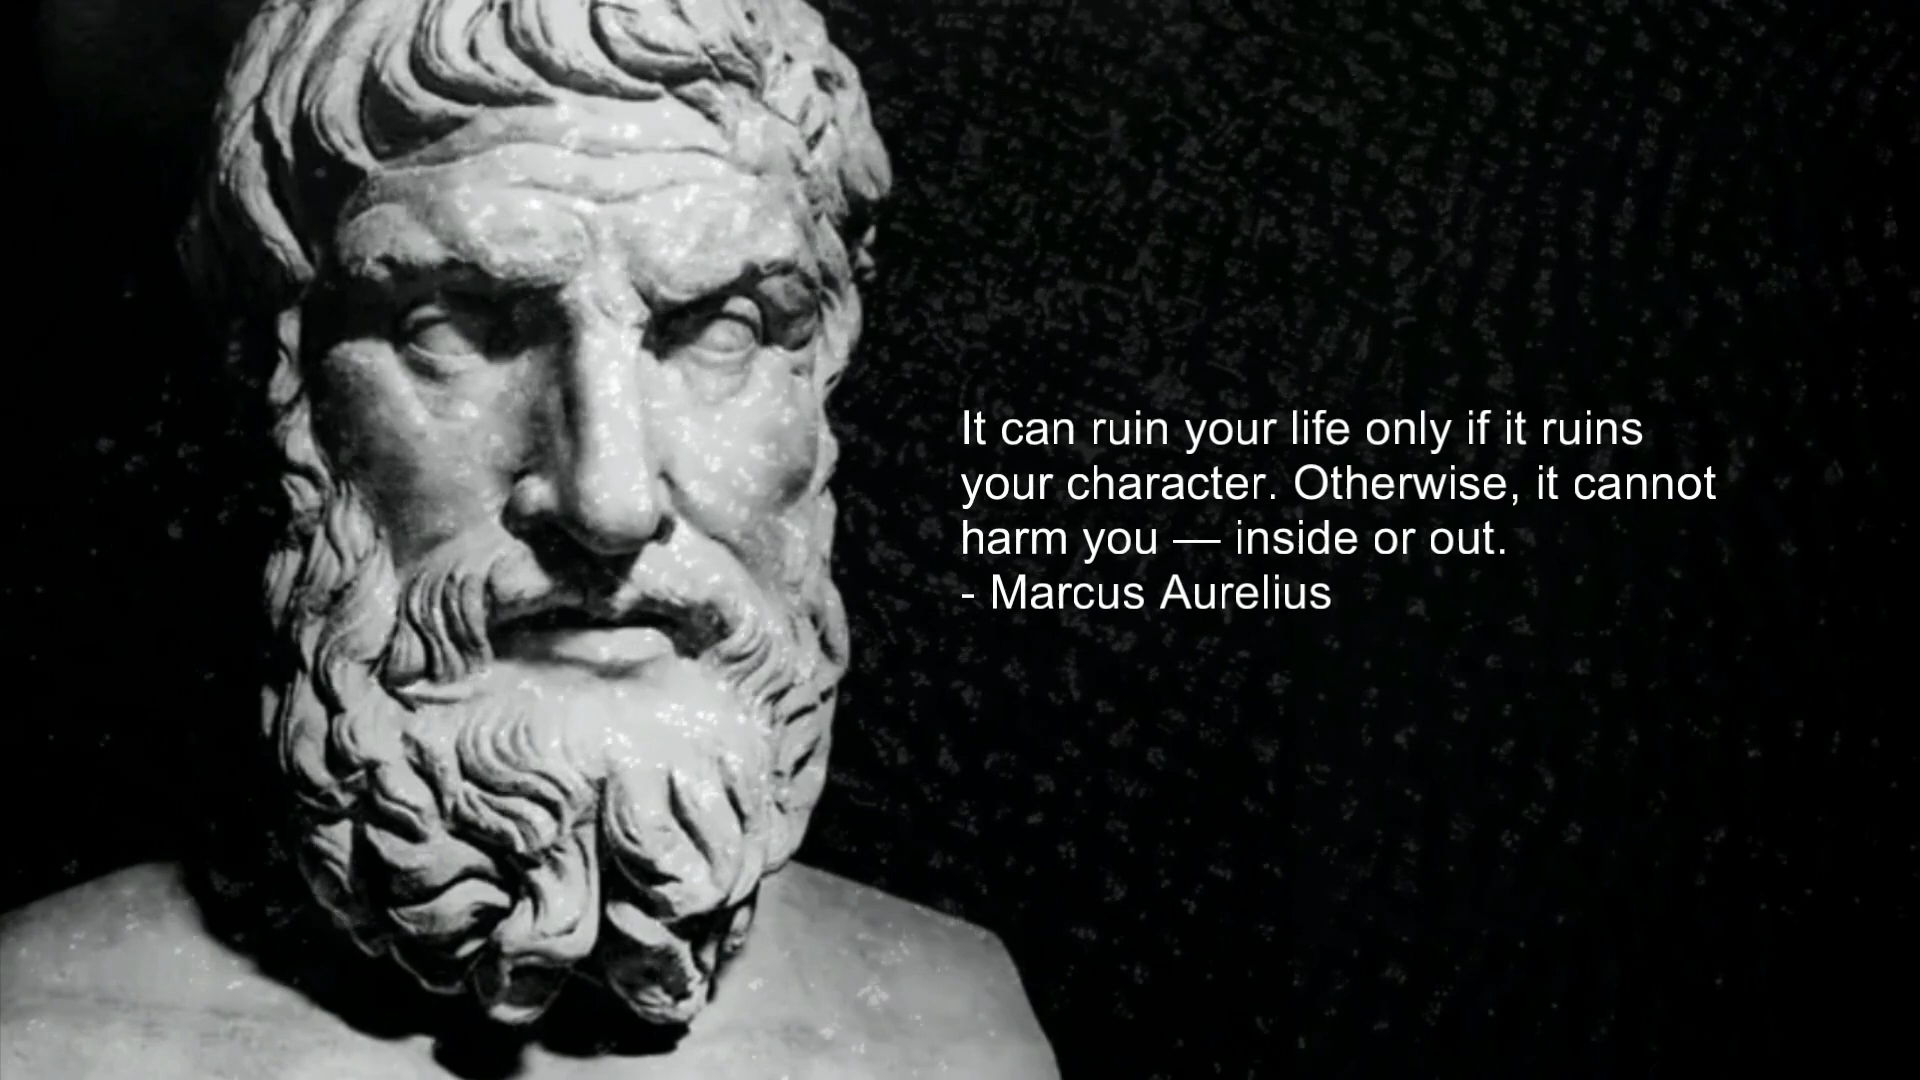 It can ruin your life only if it ruins
your character. Otherwise, it cannot
harm you — inside or out.
- Marcus Aurelius